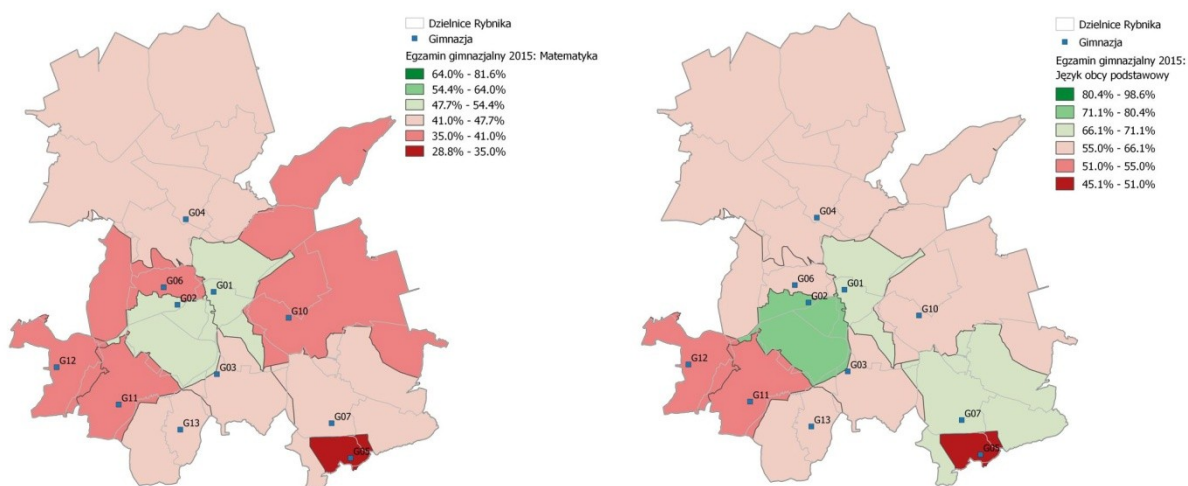 Dzielnice Rybnika
Gimnazja
Egzamin gimnazjalny 2015: Matematyka
64.0% - 81.6%
54.4% - 64.0%
47.7% - 54.4%
41.0% - 47.7%
35.0% - 41.0%
28.8% - 35.0%
G04
G06
G01
G02
G10
G12
G03
G11
G07
G13
G05
Dzielnice Rybnika
Gimnazja
Egzamin gimnazjalny 2015:
Język obcy podstawowy
80.4% - 98.6%
71.1% - 80.4%
66.1% - 71.1%
55.0% - 66.1%
51.0% - 55.0%
45.1% - 51.0%
G04
G06
G01
G02
G10
G12
G03
G11
G07
G13
G05